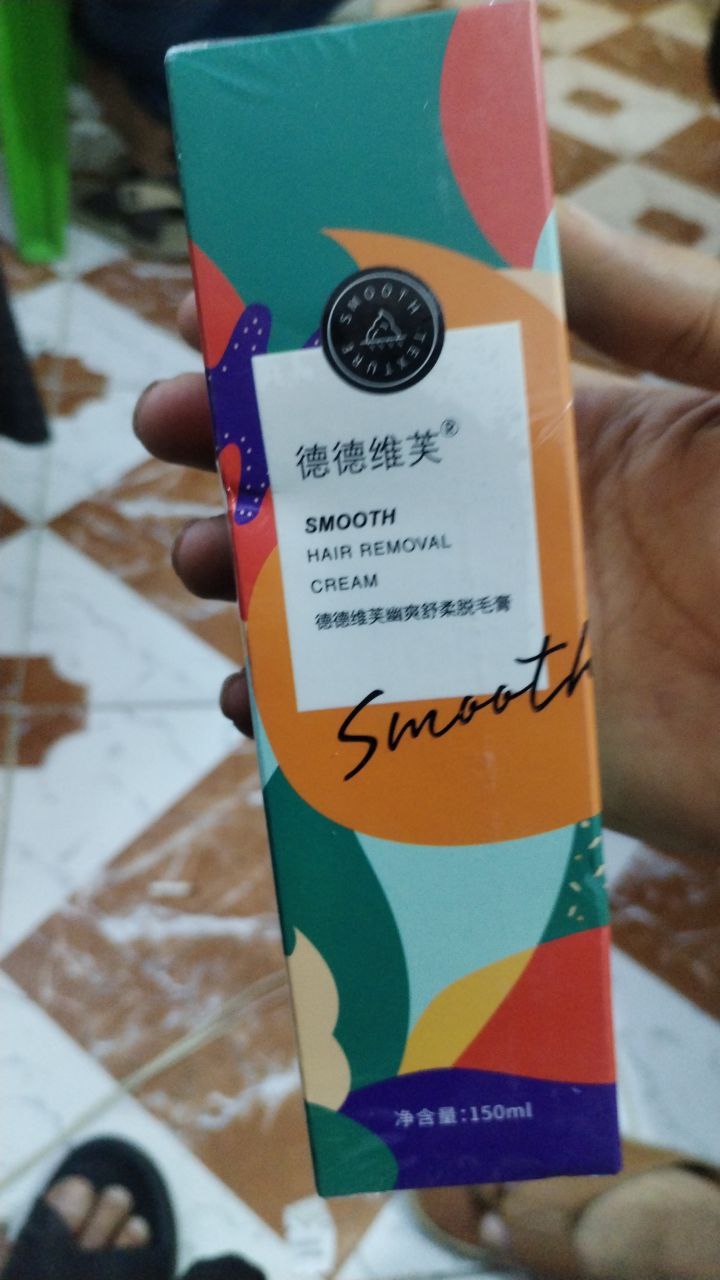 SMOOTH TEXTURE
德德维芙®
SMOOTH
HAIR REMOVAL
CREAM
德德维芙幽爽舒柔脱毛膏
Smooth
净含量:150ml